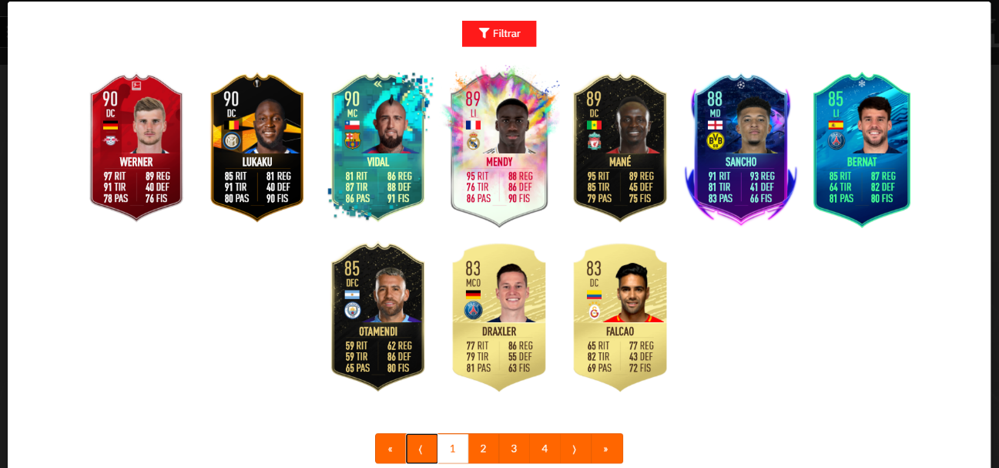 Filtrar
90
DC
WERNER
97 RIT 89 REG
91 TIR 40 DEF
78 PAS 76 FIS
90
DC
LUKAKU
85 RIT 81 REG
91 TIR 40 DEF
80 PAS 90 FIS
90
MC
VIDAL
81 RIT 86 REG
87 TIR 88 DEF
86 PAS 91 FIS
89
LI
MENDY
95 RIT 88 REG
76 TIR 86 DEF
86 PAS 90 FIS
89
DC
MANÉ
95 RIT 89 REG
85 TIR 45 DEF
79 PAS 75 FIS
88
MD
BVB
09
SANCHO
91 RIT 93 REG
81 TIR 41 DEF
83 PAS 66 FIS
85
LI
BERNAT
85 RIT 87 REG
64 TIR 82 DEF
81 PAS 80 FIS
85
DFC
OTAMENDI
59 RIT 62 REG
59 TIR 86 DEF
65 PAS 80 FIS
83
MCO
DRAXLER
77 RIT 86 REG
79 TIR 55 DEF
81 PAS 63 FIS
83
DC
FALCAO
65 RIT 77 REG
82 TIR 43 DEF
69 PAS 72 FIS
« ⟨ 1 2 3 4 ⟩ »